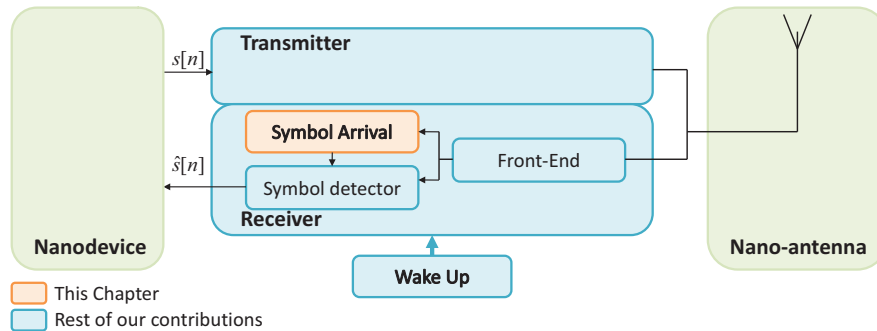 Transmitter
s[n]
Symbol Arrival
Front-End
ŝ[n]
Symbol detector
Receiver
Nanodevice
Nano-antenna
Wake Up
This Chapter
Rest of our contributions